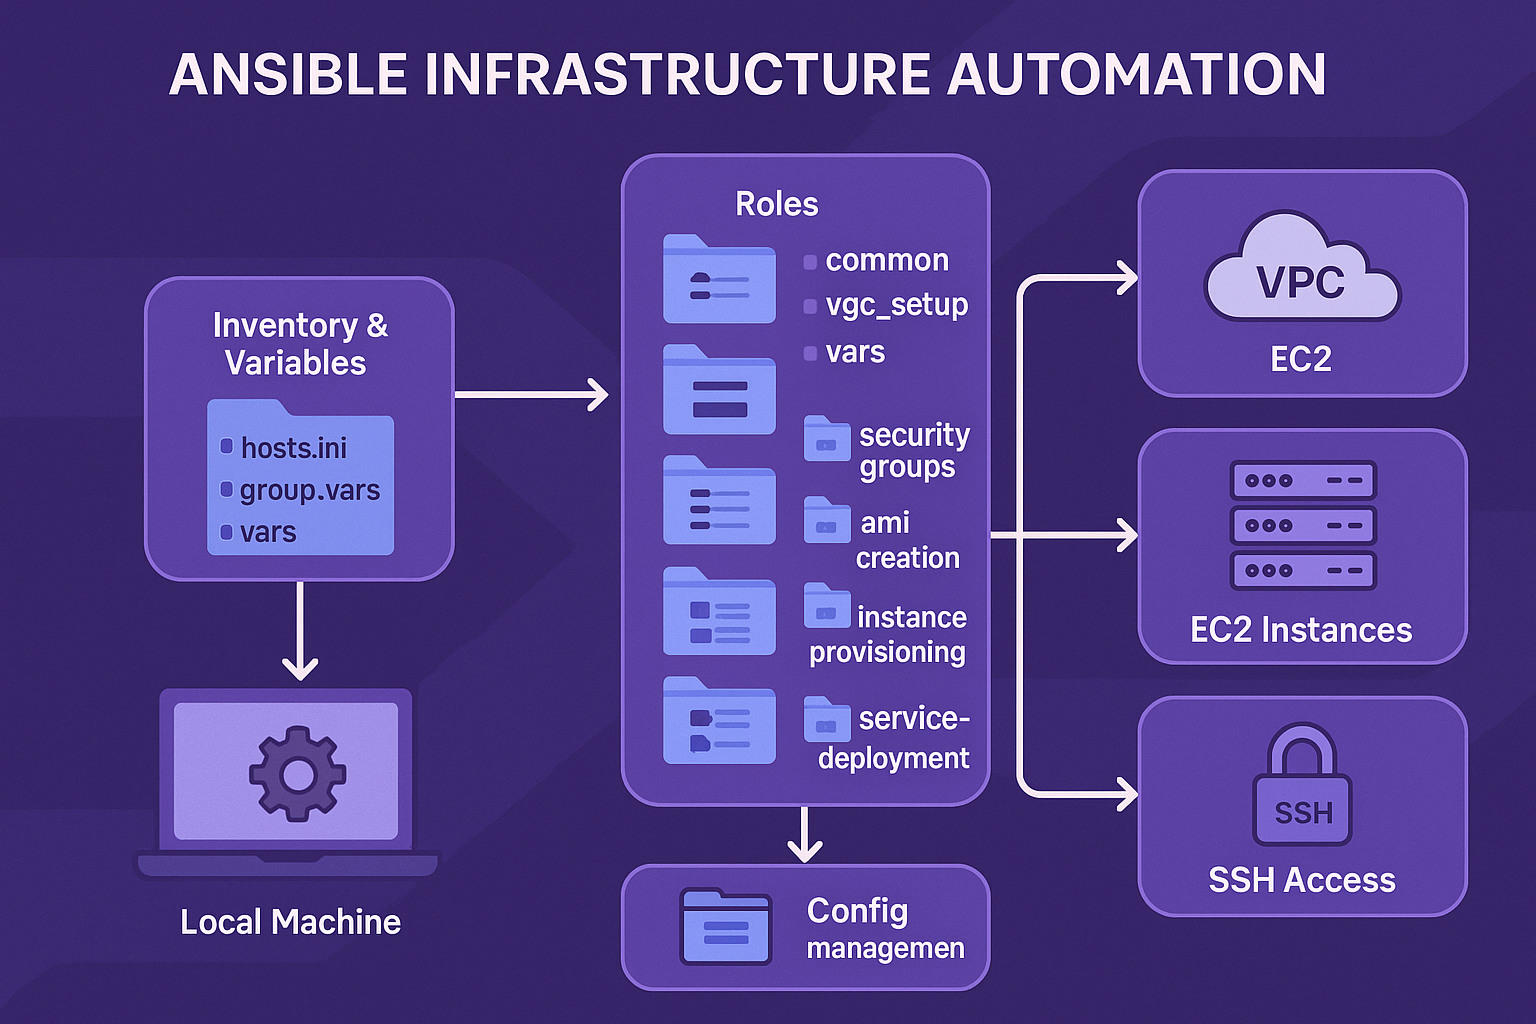 ANSIBLE INFRASTRUCTURE AUTOMATION
Inventory &
Variables
hosts.ini
group.vars
vars
Local Machine
Roles
common
vgc_setup
vars
security
groups
ami
creation
instance
provisioning
service-
deployment
Config
managemen
VPC
EC2
EC2 Instances
SSH
SSH Access